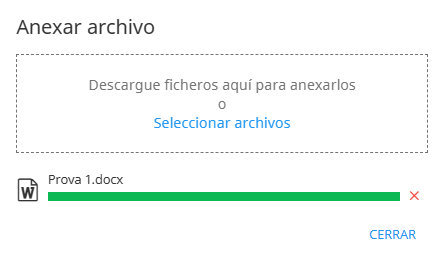 Anexar archivo
Descargue ficheros aquí para anexarlos
o
Seleccionar archivos
W
Prova 1.docx
CERRAR